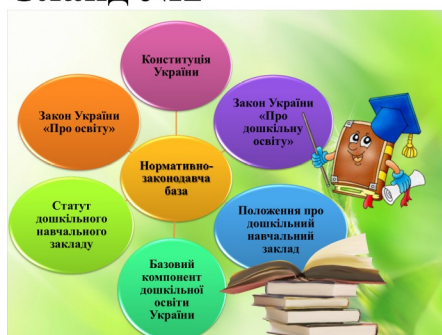 Конституція
України
Закон України
«Про освіту»
Закон України
«Про
дошкільну
освіту»
Нормативно-
законодавча
база
Статут
дошкільного
навчального
закладу
Положення про
дошкільний
навчальний
заклад
Базовий
компонент
дошкільної
освіти
України